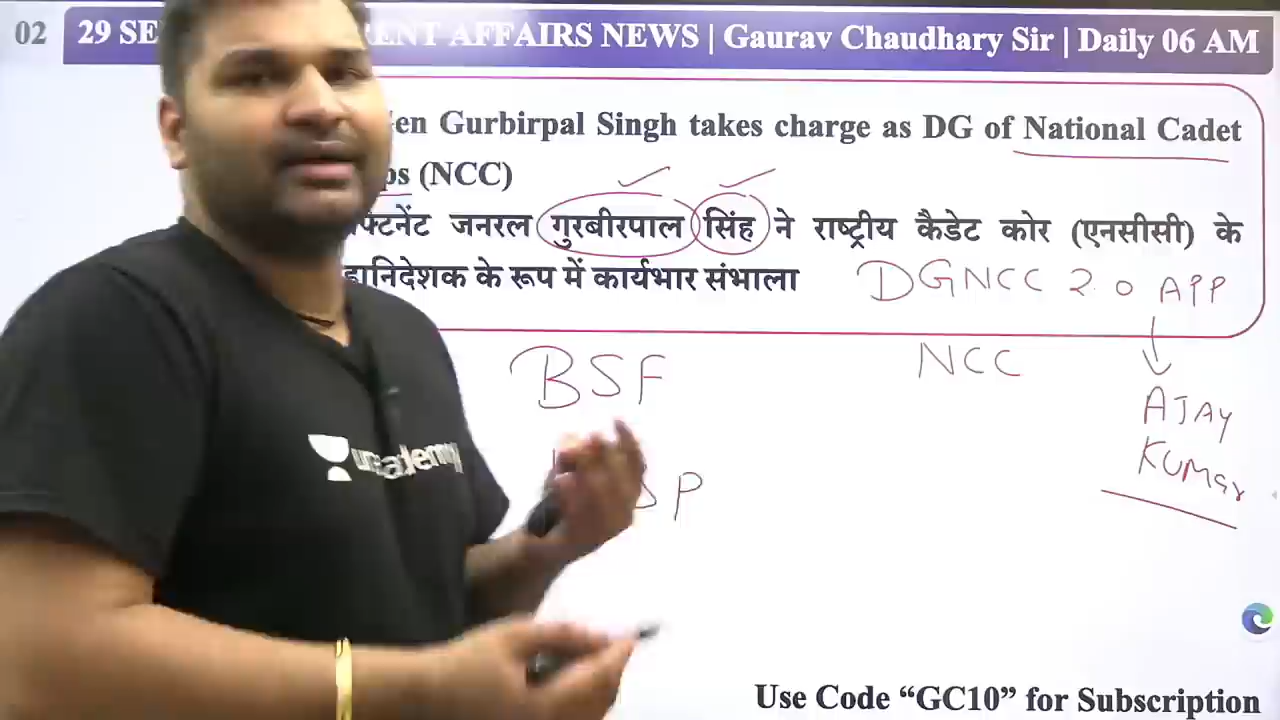 02 29 SE RENT AFFAIRS NEWS | Gaurav Chaudhary Sir | Daily 06 AM
Gen Gurbirpal Singh takes charge as DG of National Cadet
ps (NCC)
जनरल गुरबीरपाल सिंह ने राष्ट्रीय कैडेट कोर (एनसीसी) के
के रूप में कार्यभार संभाला
DGNCC 2.0 APP
BSF
NCC
AJAY
KUMAR
unacademy
Use Code “GC10” for Subscription